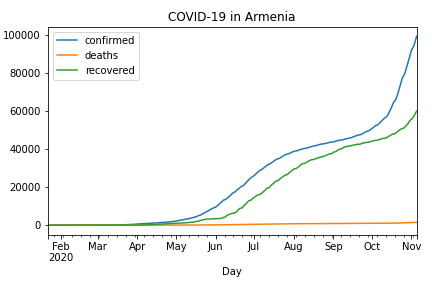 COVID-19 in Armenia
confirmed
deaths
recovered
100000
80000
60000
40000
20000
0
Feb Mar Apr May Jun Jul Aug Sep Oct Nov
2020
Day